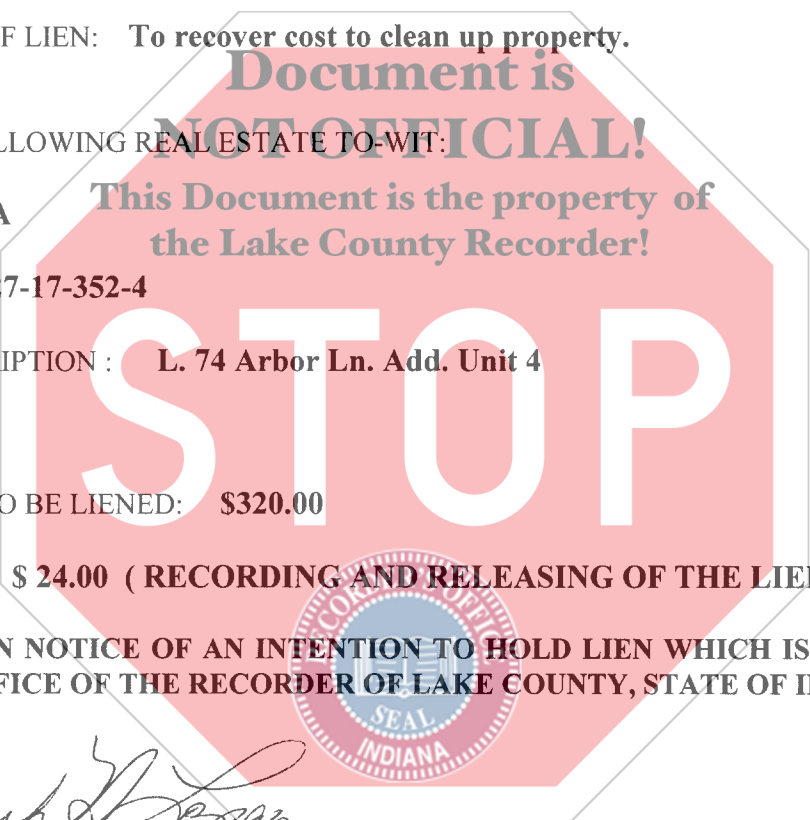 F LIEN: To recover cost to clean up property.
Document is
NOT OFFICIAL!
LLOWING REAL ESTATE TO-WIT:
This Document is the property of
A
the Lake County Recorder!
7-17-352-4
IPTION : L. 74 Arbor Ln. Add. Unit 4
STOP
O BE LIENED: $320.00
$ 24.00 ( RECORDING AND RELEASING OF THE LIE
N NOTICE OF AN INTENTION TO HOLD LIEN WHICH IS
FICE OF THE RECORDER OF LAKE COUNTY, STATE OF I
RECORDER'S OFFICE
SEAL
INDIANA